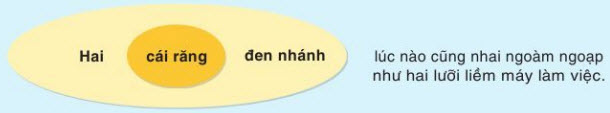 Hai cái răng đen nhánh
lúc nào cũng nhai ngoàm ngoạp
như hai lưỡi liềm máy làm việc.